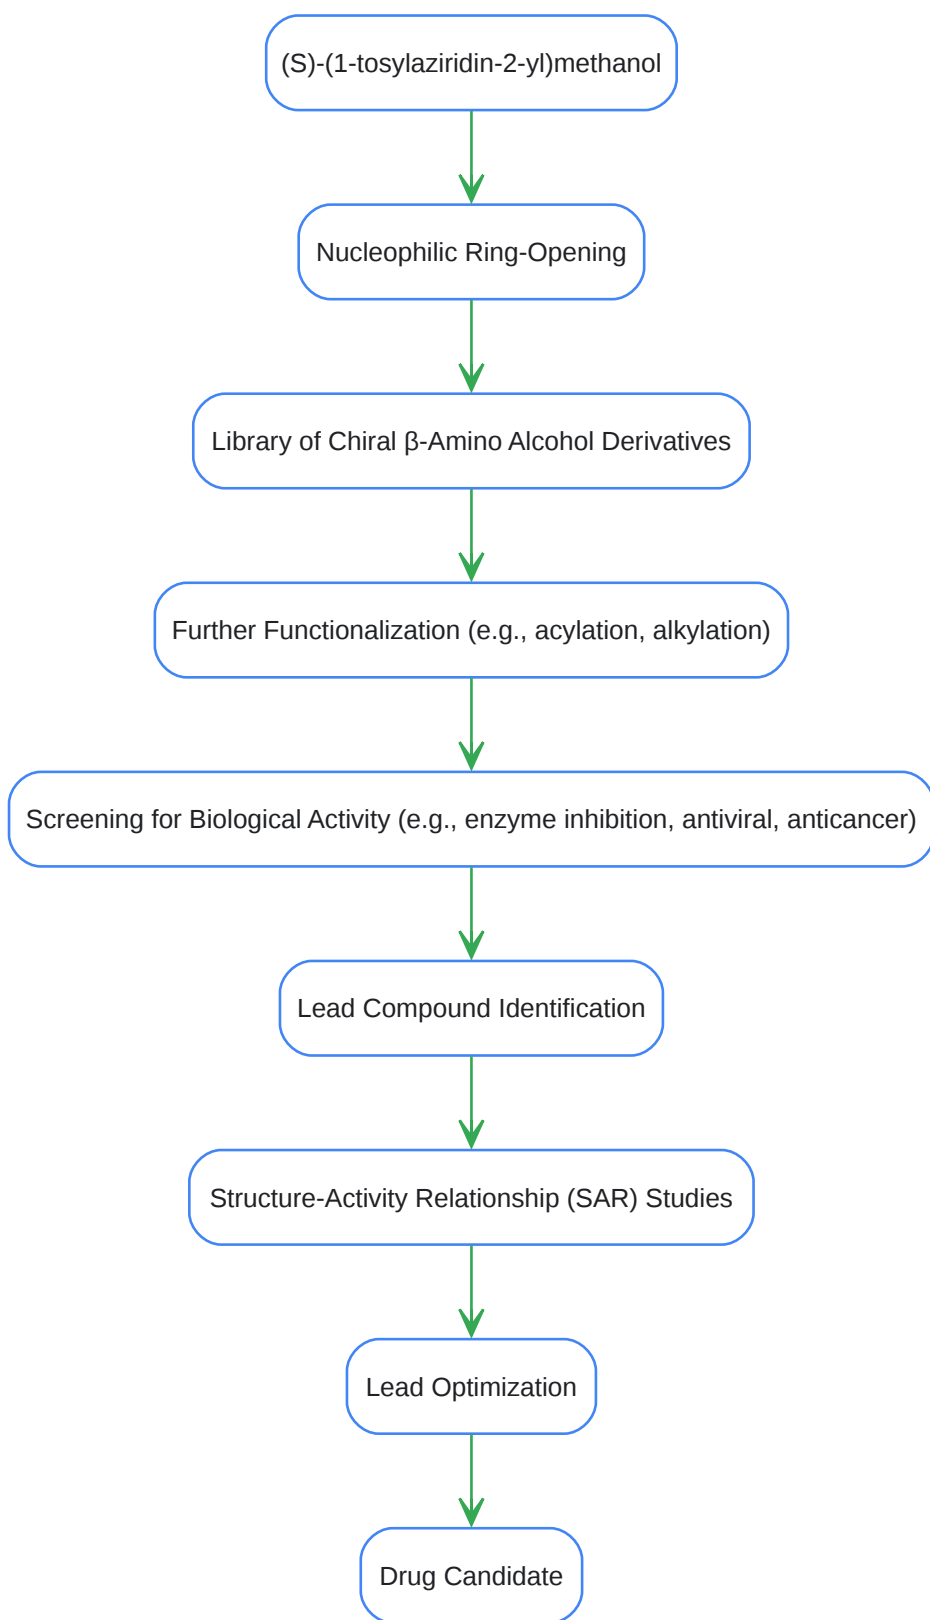 (S)-(1-tosylaziridin-2-yl)methanol
Nucleophilic Ring-Opening
Library of Chiral β-Amino Alcohol Derivatives
Further Functionalization (e.g., acylation, alkylation)
Screening for Biological Activity (e.g., enzyme inhibition, antiviral, anticancer)
Lead Compound Identification
Structure-Activity Relationship (SAR) Studies
Lead Optimization
Drug Candidate